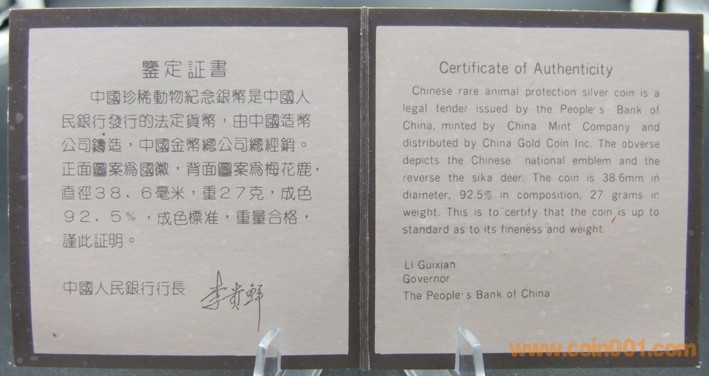 鑒定証書
中國珍稀動物紀念銀幣是中國人
民銀行發行的法定貨幣，由中國造幣
公司鑄造，中國金幣總公司總經銷。
正面圖案爲國徽，背面圖案爲梅花鹿，
直徑38、6毫米，重27克，成色
92．5%，成色標准，重量合格，
謹此証明。
中國人民銀行行長 李貴鲜
Certificate of Authenticity
Chinese rare animal protection silver coin is a
legal tender issued by the People's Bank of
China, minted by China Mint Company and
distributed by China Gold Coin Inc. The obverse
depicts the Chinese national emblem and the
reverse the sika deer. The coin is 38.6mm in
diameter, 92.5% in composition, 27 grams in
weight. This is to certify that the coin is up to
standard as to its fineness and weight.
Li Guixian
Governor
The People's Bank of China
www.coin001.com